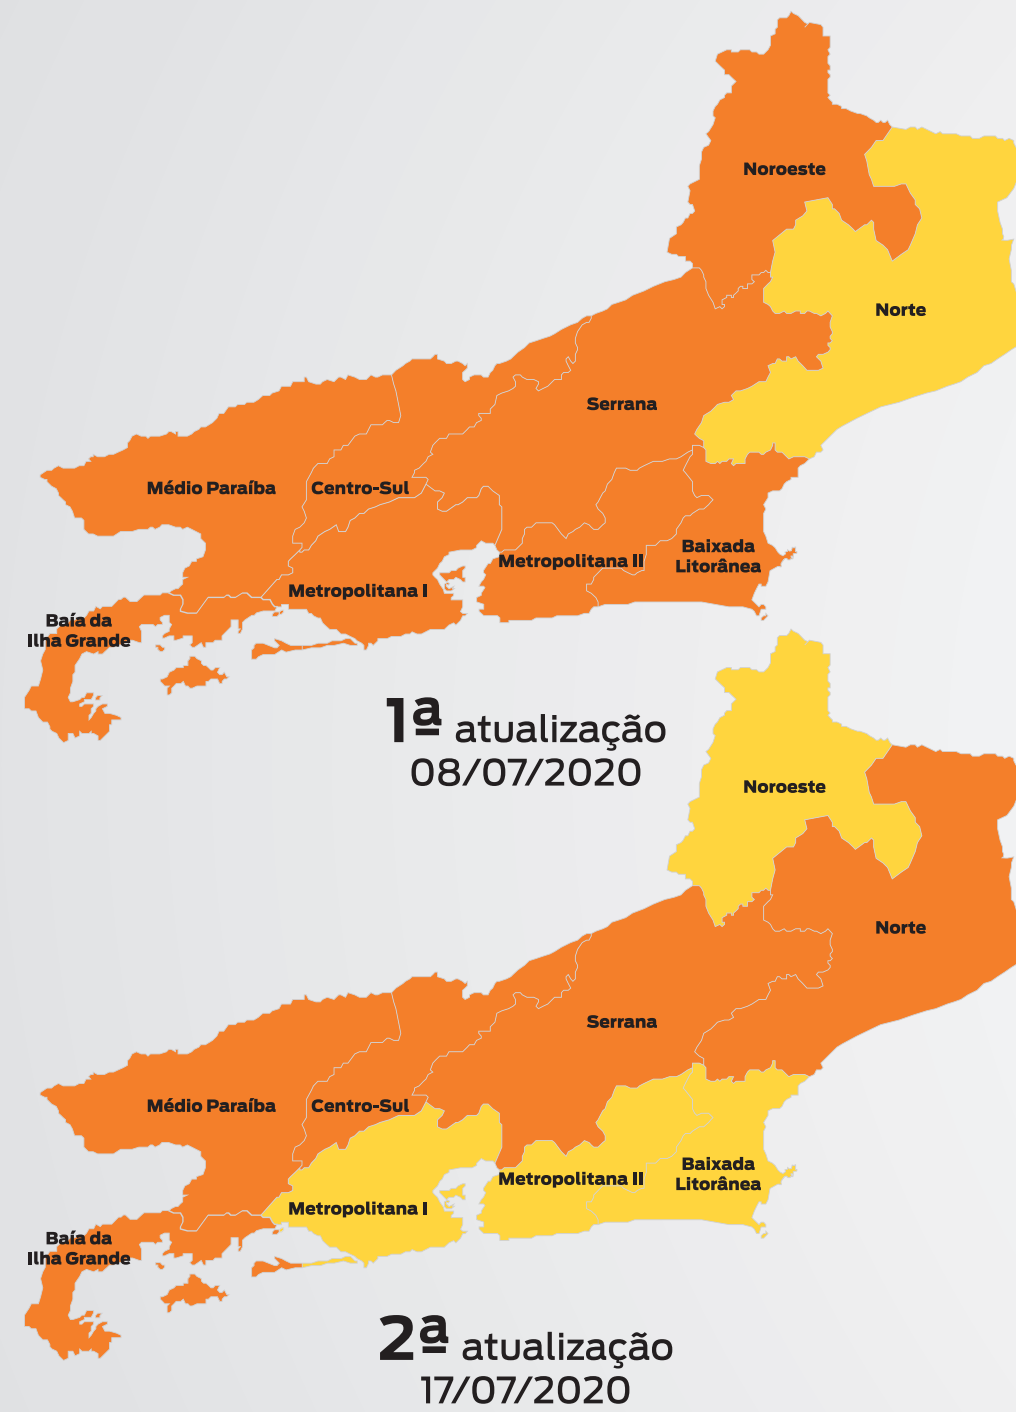 Noroeste
Norte
Serrana
Médio Paraíba
Centro-Sul
Baixada
Litorânea
Metropolitana II
Metropolitana I
Baía da
Ilha Grande
1ª atualização
08/07/2020
Noroeste
Norte
Serrana
Médio Paraíba
Centro-Sul
Baixada
Litorânea
Metropolitana II
Metropolitana I
Baía da
Ilha Grande
2ª atualização
17/07/2020